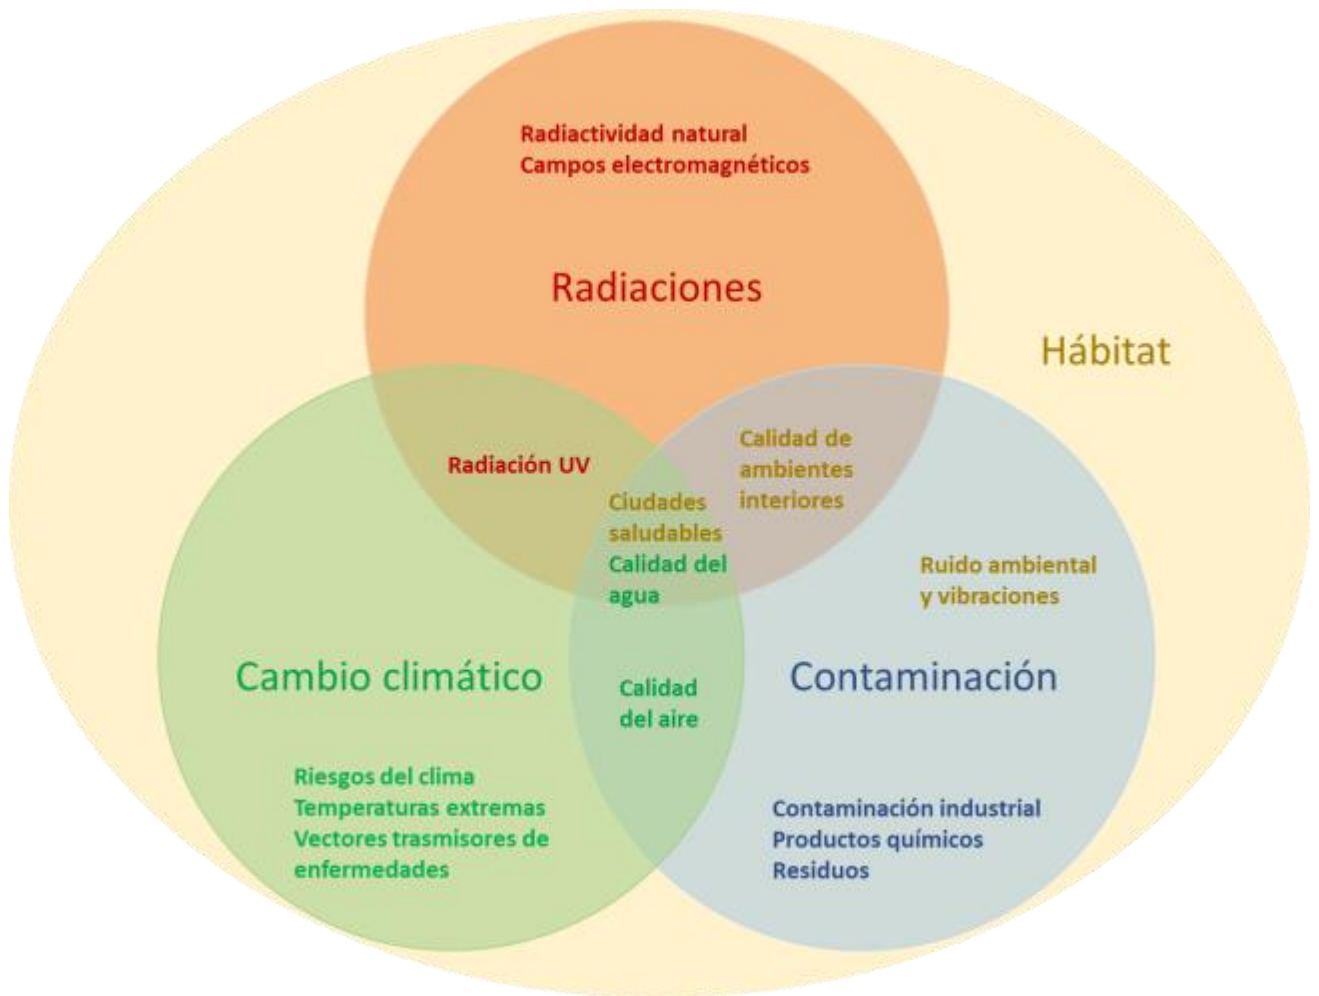 Radiactividad natural
Campos electromagnéticos
Radiaciones
Hábitat
Radiación UV
Calidad de
ambientes
interiores
Ciudades
saludables
Calidad del
agua
Ruido ambiental
y vibraciones
Cambio climático
Calidad
del aire
Contaminación
Riesgos del clima
Temperaturas extremas
Vectores trasmisores de
enfermedades
Contaminación industrial
Productos químicos
Residuos